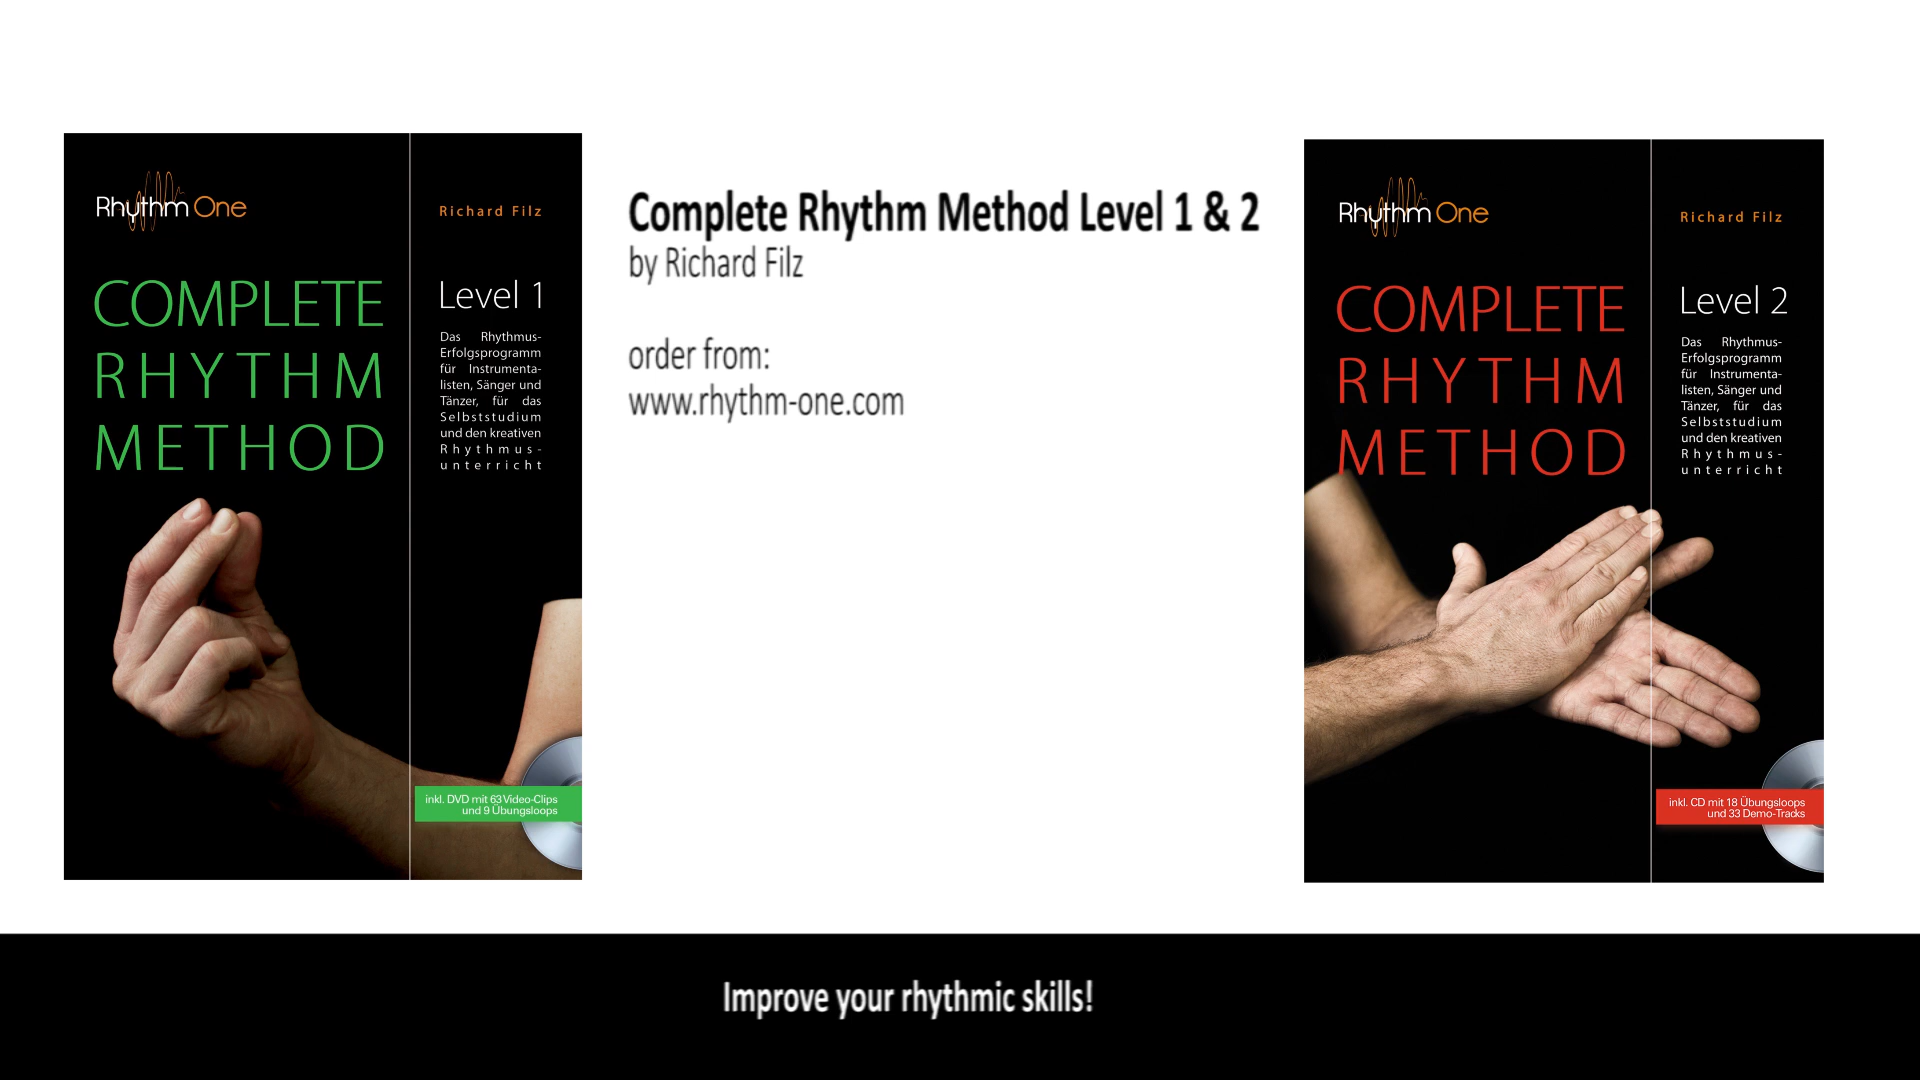 Rhythm One
Richard Filz
COMPLETE
RHYTHM
METHOD
Level 1
Das Rhythmus-
Erfolgsprogramm
für Instrumenta-
listen, Sänger und
Tänzer, für das
Selbststudium
und den kreativen
Rhythmus-
unterricht
inkl. DVD mit 63 Video-Clips
und 9 Übungsloops
Complete Rhythm Method Level 1 & 2
by Richard Filz
order from:
www.rhythm-one.com
Rhythm One
Richard Filz
COMPLETE
RHYTHM
METHOD
Level 2
Das Rhythmus-
Erfolgsprogramm
für Instrumenta-
listen, Sänger und
Tänzer, für das
Selbststudium
und den kreativen
Rhythmus-
unterricht
inkl. CD mit 18 Übungsloops
und 33 Demo-Tracks
Improve your rhythmic skills!